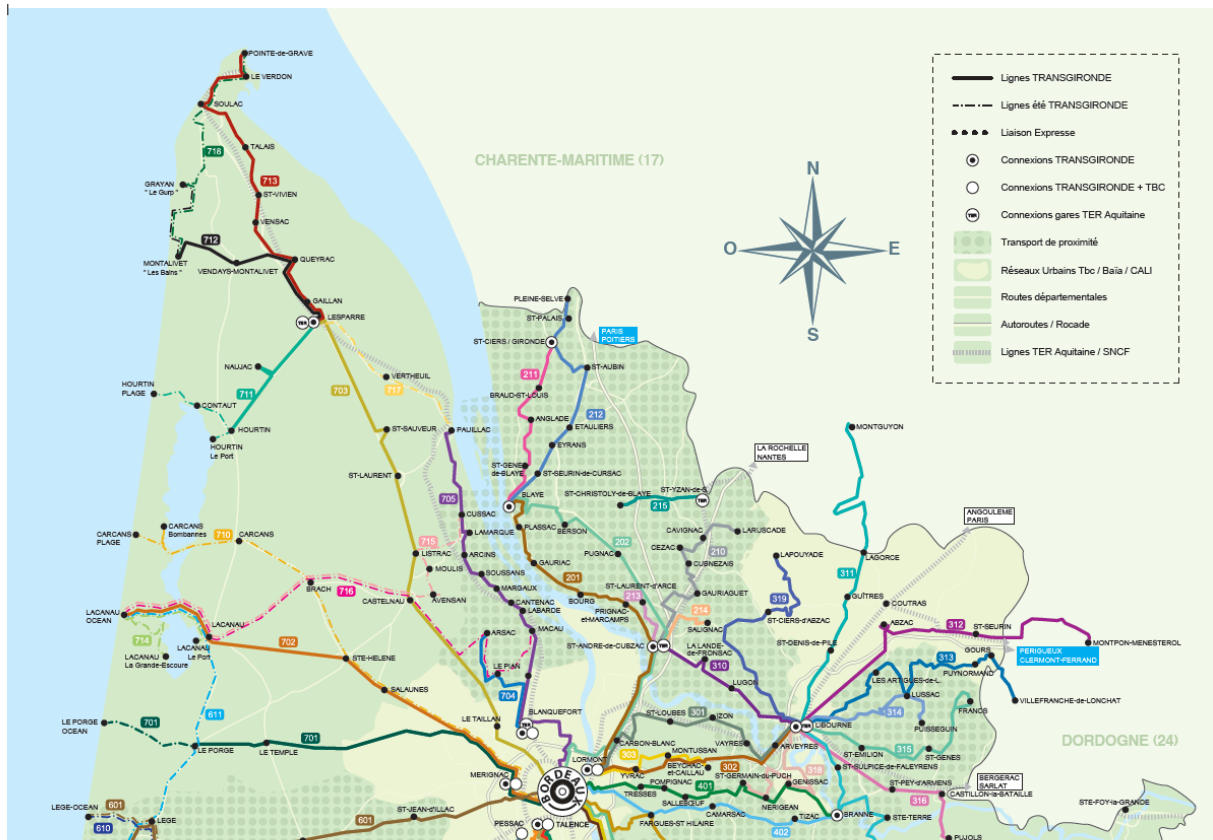 POINTE-de-GRAVE
LE VERDON
SOULAC
TALAIS
718
713
GRAYAN
" Le Gurp "
ST-VIVIEN
VENSAC
712
QUEYRAC
MONTALIVET
" Les Bains "
VENDAYS-MONTALIVET
GAILLAN
TER
LESPARRE
CHARENTE-MARITIME (17)
N
O
E
S
Lignes TRANSGIRONDE
Lignes été TRANSGIRONDE
Liaison Expresse
Connexions TRANSGIRONDE
Connexions TRANSGIRONDE + TBC
TER
Connexions gares TER Aquitaine
Transport de proximité
Réseaux Urbains Tbc / Baïa / CALI
Routes départementales
Autoroutes / Rocade
Lignes TER Aquitaine / SNCF
PLEINE-SELVE
ST-PALAIS
PARIS
POITIERS
ST-CIERS / GIRONDE
ST-AUBIN
211
BRAUD-ST-LOUIS
212
ANGLADE
ETAULIERS
EYRANS
ST-GENES
de-BLAYE
ST-SEURIN-de-CURSAC
NAUJAC
VERTHEUIL
717
HOURTIN
PLAGE
711
703
CONTAUT
HOURTIN
HOURTIN
Le Port
ST-SAUVEUR
PAUILLAC
ST-LAURENT
705
BLAYE
ST-CHRISTOLY-de-BLAYE
ST-YZAN-de-S.
TER
215
LA ROCHELLE
NANTES
MONTGUYON
ANGOULEME
PARIS
CUSSAC
PLASSAC
BERSON
CAVIGNAC
LARUSCADE
CARCANS
Bombannes
CARCANS
PLAGE
710
CARCANS
715
LAMARQUE
202
CEZAC
210
LISTRAC
ARCINS
PUGNAC
CUBNEZAIS
LAPOUYADE
LAGORCE
MOULIS
GAURIAC
SOUSSANS
201
311
BRACH
716
MARGAUX
ST-LAURENT-d'ARCE
213
GAURIAGUET
319
GUÎTRES
COUTRAS
AVENSAN
CASTELNAU
CANTENAC
LABARDE
BOURG
PRIGNAC-
et-MARCAMPS
214
SALIGNAC
ST-CIERS-d'ABZAC
ABZAC
312
ST-SEURIN
LACANAU
OCEAN
LACANAU
714
LACANAU
Le Port
LACANAU
La Grande-Escoure
702
STE-HELENE
ARSAC
MACAU
ST-ANDRE-de-CUBZAC
TER
LA LANDE-
de-FRONSAC
310
ST-DENIS-de-PILE
MONTPON-MENESTEROL
GOURS
PERIGUEUX
CLERMONT-FERRAND
313
PUYNORMAND
LE PIAN
704
SALAUNES
LUGON
LES ARTIGUES-de-L.
LUSSAC
VILLEFRANCHE-de-LONCHAT
611
314
FRANCS
LE PORGE
OCEAN
701
LE TAILLAN
BLANQUEFORT
TER
ST-LOUBES
301
IZON
TER
LIBOURNE
PUISSEGUIN
LE PORGE
LE TEMPLE
701
CARBON-BLANC
VAYRES
ARVEYRES
ST-EMILION
315
ST-GENES
DORDOGNE (24)
LORMONT
303
MONTUSSAN
BEYCHAC-
et-CAILLAU
302
YVRAC
ST-SULPICE-de-FALEYRENS
MERIGNAC
BORDEAUX
POMPIGNAC
401
TRESSES
ST-GERMAIN-du-PUCH
318
GENISSAC
ST-PEY-d'ARMENS
BERGERAC
SARLAT
CASTILLON-la-BATAILLE
316
SALLEBŒUF
CAMARSAC
NERIGEAN
LEGE-OCEAN
601
610
LEGE
ST-JEAN-d'ILLAC
601
PESSAC
TALENCE
FARGUES-ST HILAIRE
402
TIZAC
BRANNE
STE-TERRE
STE-FOY-la-GRANDE
PUJOLS